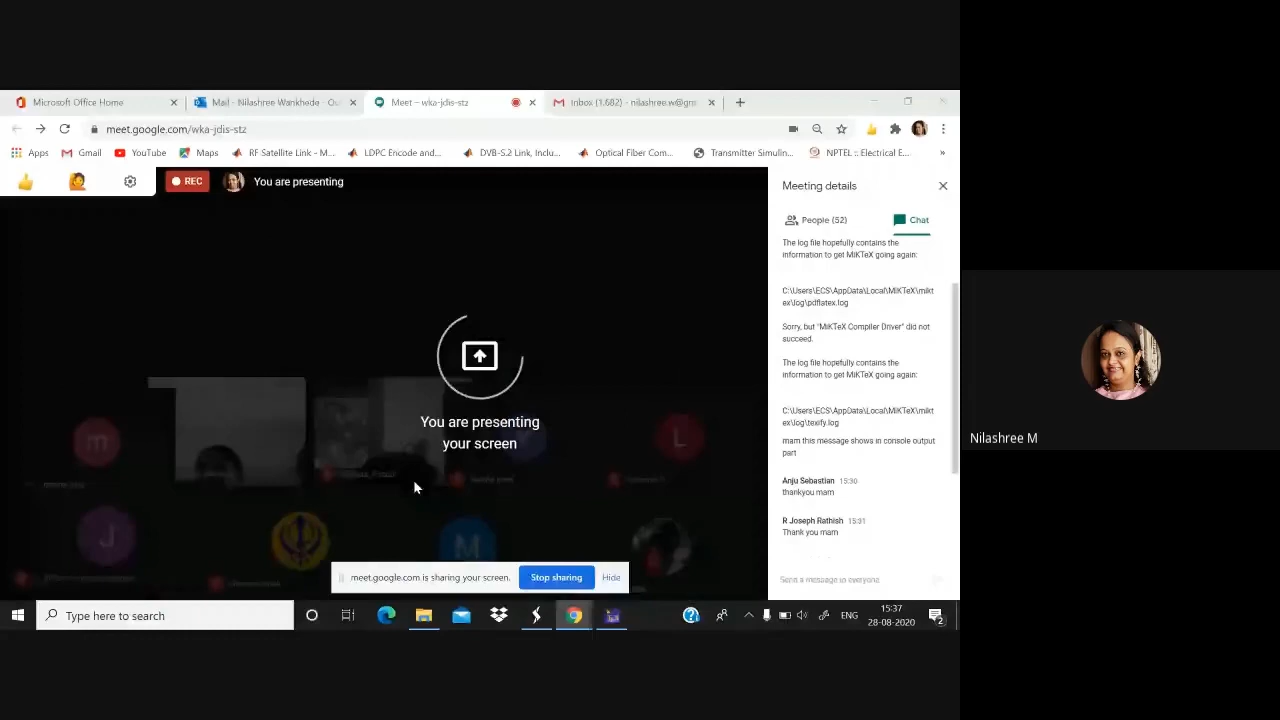 Microsoft Office Home
Mail - Nilashree Wankhede - Ou
Meet – wka-jdis-stz
Inbox (1,682) - nilashree.w@gm
meet.google.com/wka-jdis-stz
Apps
Gmail
YouTube
Maps
RF Satellite Link - M...
LDPC Encode and...
DVB-S.2 Link, Inclu...
Optical Fiber Com...
Transmitter Simulin...
NPTEL :: Electrical E...
»
REC
You are presenting
Meeting details
People (52)
Chat
The log file hopefully contains the
information to get MiKTeX going again:
C:\Users\ECS\AppData\Local\MiKTeX\mikt
ex\log\pdflatex.log
Sorry, but "MiKTeX Compiler Driver" did not
succeed.
The log file hopefully contains the
information to get MiKTeX going again:
C:\Users\ECS\AppData\Local\MiKTeX\mikt
ex\log\texify.log
mam this message shows in console output
part
Anju Sebastian 15:30
thankyou mam
R Joseph Rathish 15:31
Thank you mam
Send a message to everyone
You are presenting
your screen
m
L
J
M
meet.google.com is sharing your screen.
Stop sharing
Hide
Type here to search
ENG
15:37
28-08-2020
2
Nilashree M